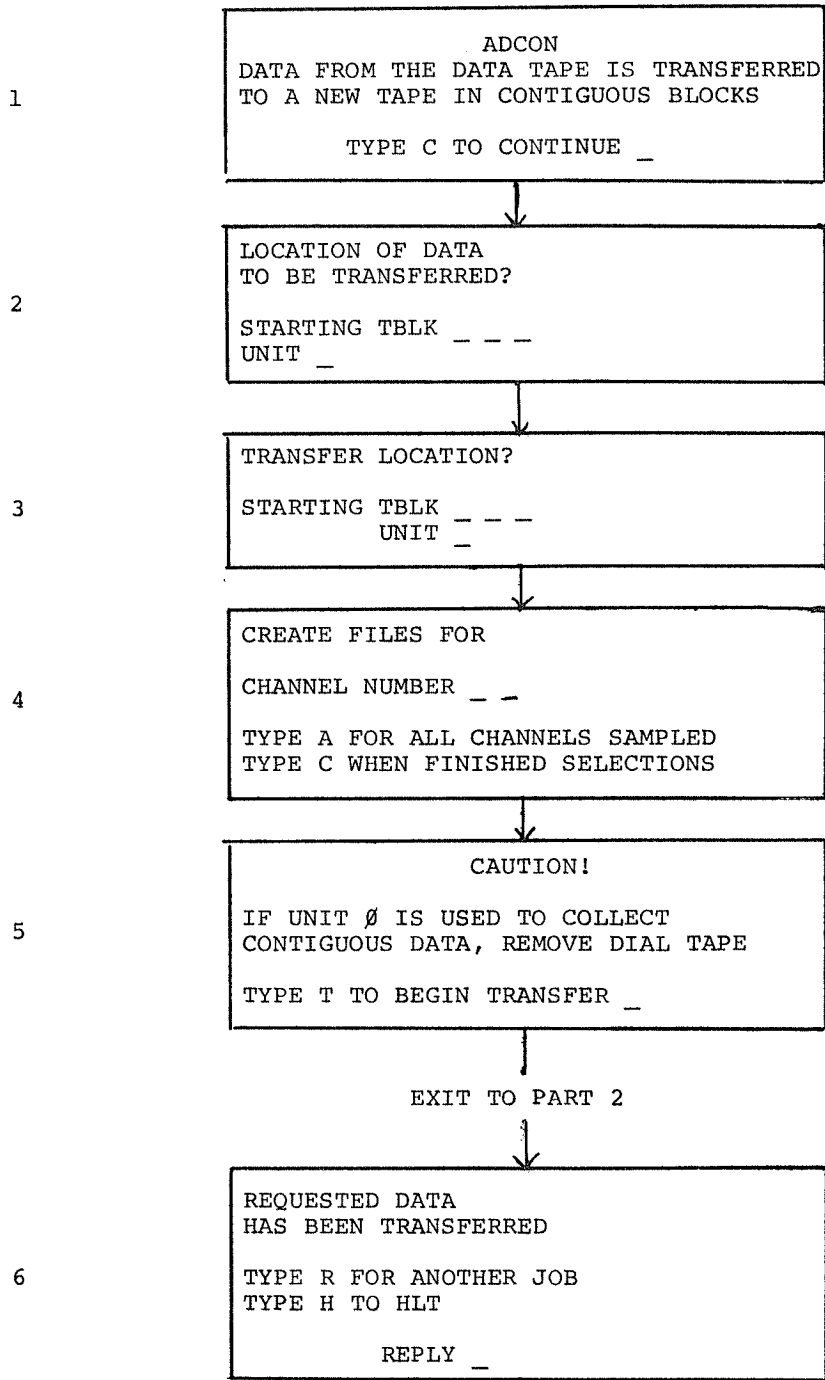 1
ADCON
DATA FROM THE DATA TAPE IS TRANSFERRED
TO A NEW TAPE IN CONTIGUOUS BLOCKS
TYPE C TO CONTINUE _
2
LOCATION OF DATA
TO BE TRANSFERRED?
STARTING TBLK _ _ _
UNIT _
3
TRANSFER LOCATION?
STARTING TBLK _ _ _
UNIT _
4
CREATE FILES FOR
CHANNEL NUMBER _ _
TYPE A FOR ALL CHANNELS SAMPLED
TYPE C WHEN FINISHED SELECTIONS
5
CAUTION!
IF UNIT Ø IS USED TO COLLECT
CONTIGUOUS DATA, REMOVE DIAL TAPE
TYPE T TO BEGIN TRANSFER _
EXIT TO PART 2
6
REQUESTED DATA
HAS BEEN TRANSFERRED
TYPE R FOR ANOTHER JOB
TYPE H TO HLT
REPLY _